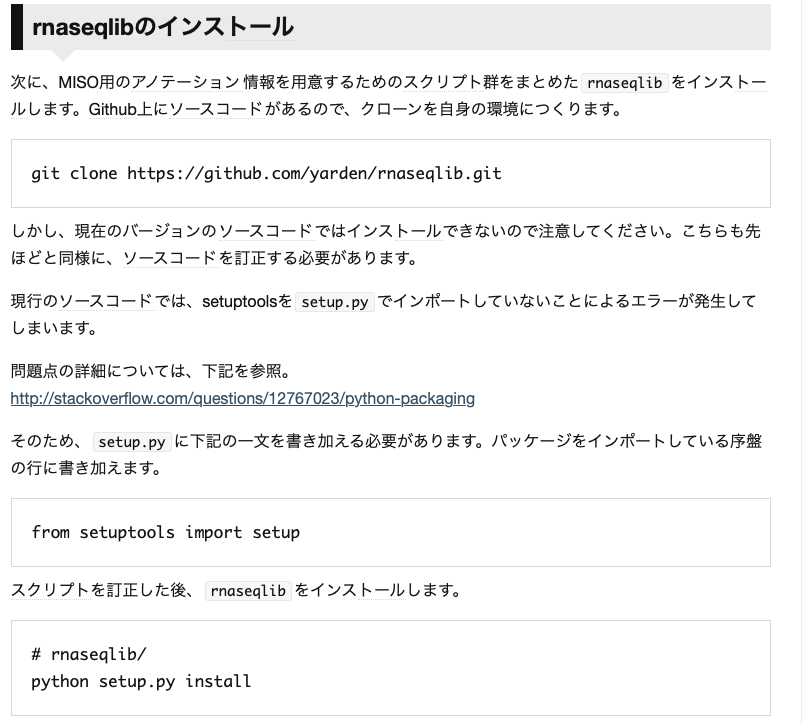 rnaseqlibのインストール
次に、MISO用のアノテーション情報を用意するためのスクリプト群をまとめた rnaseqlib をインストー
ルします。Github上にソースコードがあるので、クローンを自身の環境につくります。
git clone https://github.com/yarden/rnaseqlib.git
しかし、現在のバージョンのソースコードではインストールできないので注意してください。こちらも先
ほどと同様に、ソースコードを訂正する必要があります。
現行のソースコードでは、setuptoolsを setup.py でインポートしていないことによるエラーが発生して
しまいます。
問題点の詳細については、下記を参照。
http://stackoverflow.com/questions/12767023/python-packaging
そのため、 setup.py に下記の一文を書き加える必要があります。パッケージをインポートしている序盤
の行に書き加えます。
from setuptools import setup
スクリプトを訂正した後、 rnaseqlib をインストールします。
# rnaseqlib/
python setup.py install